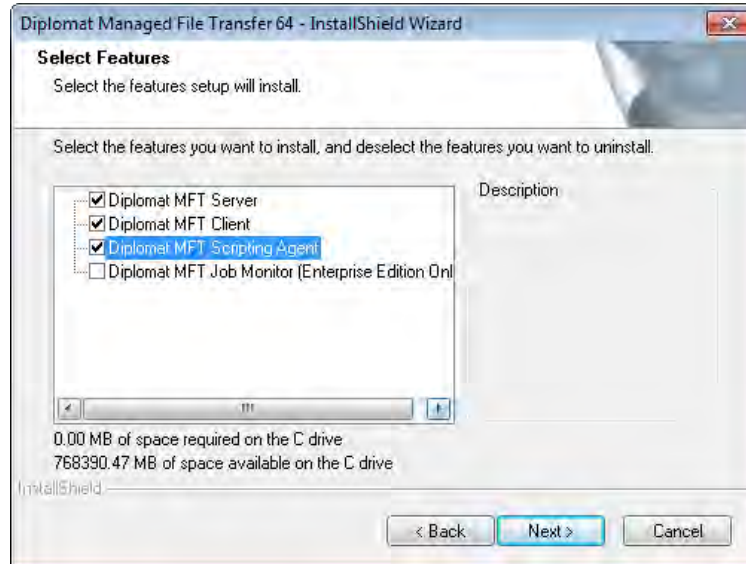 Diplomat Managed File Transfer 64 - InstallShield Wizard
Select Features
Select the features setup will install.
Select the features you want to install, and deselect the features you want to uninstall.
Description
Diplomat MFT Server
Diplomat MFT Client
Diplomat MFT Scripting Agent
Diplomat MFT Job Monitor (Enterprise Edition Onl
0.00 MB of space required on the C drive
768390.47 MB of space available on the C drive
InstallShield
< Back
Next >
Cancel